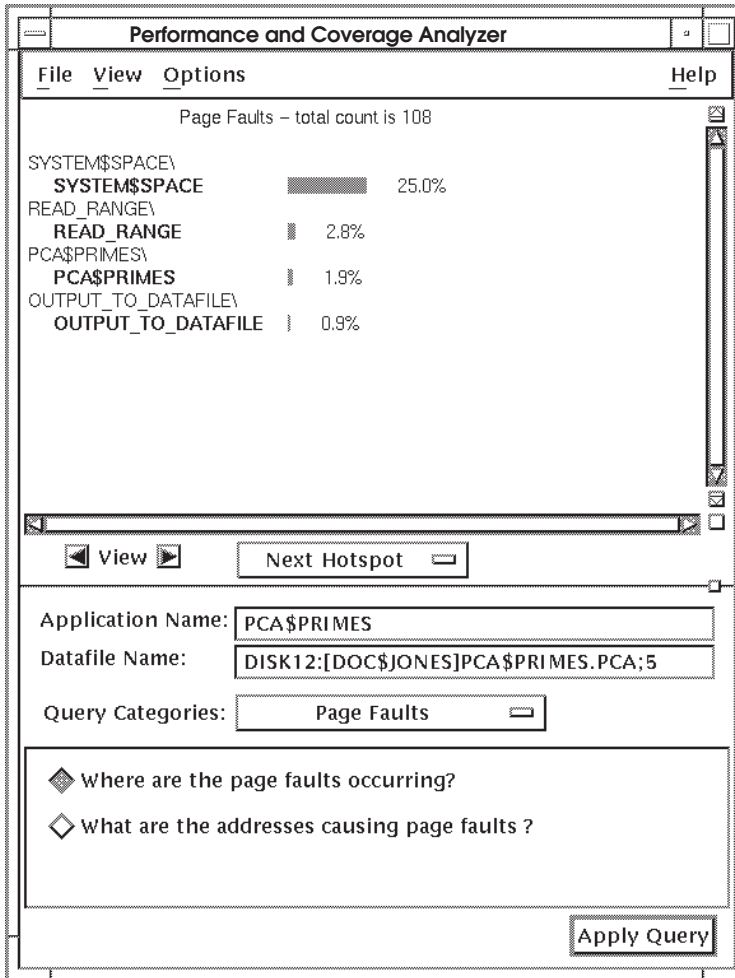 Performance and Coverage Analyzer
File View Options Help
Page Faults – total count is 108
SYSTEM$SPACE\
SYSTEM$SPACE 25.0%
READ_RANGE\
READ_RANGE 2.8%
PCA$PRIMES\
PCA$PRIMES 1.9%
OUTPUT_TO_DATAFILE\
OUTPUT_TO_DATAFILE 0.9%
View Next Hotspot
Application Name: PCA$PRIMES
Datafile Name: DISK12:[DOC$JONES]PCA$PRIMES.PCA;5
Query Categories: Page Faults
Where are the page faults occurring?
What are the addresses causing page faults ?
Apply Query